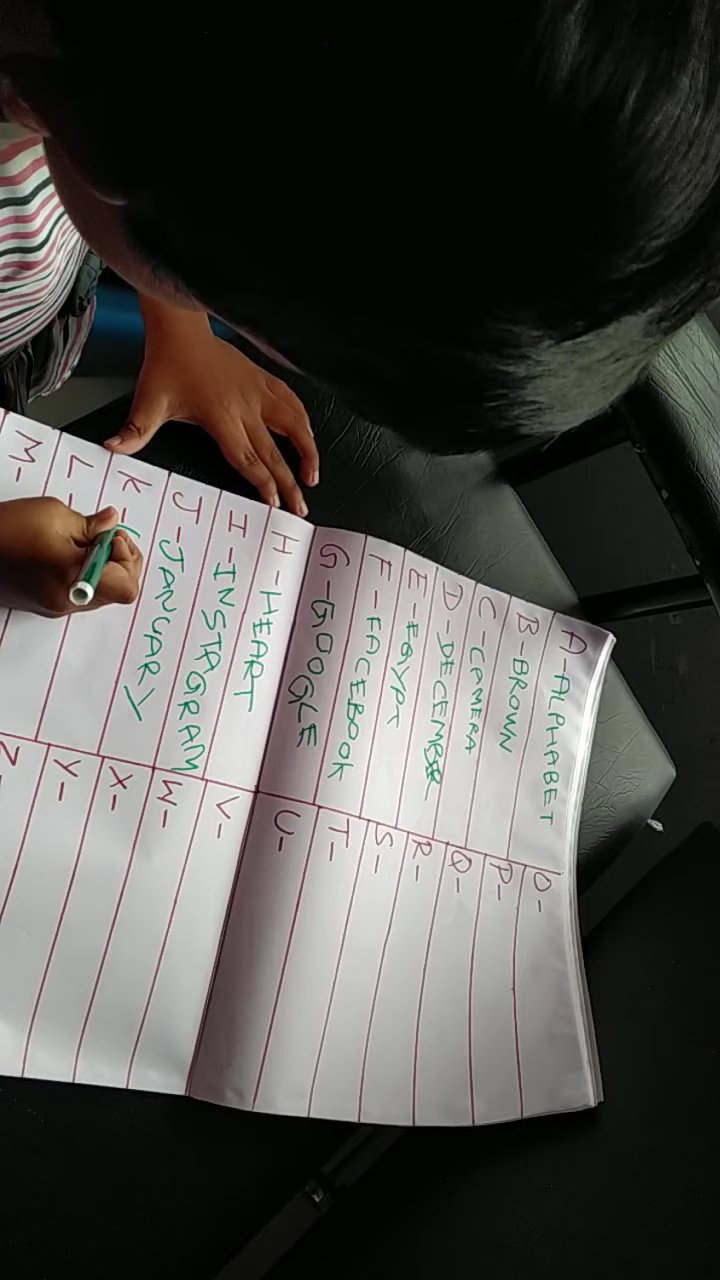 A-ALPHABET
B-BROWN
C-CAMERA
D-DECEMBER
E-EGYPT
F-FACEBOOK
G-GOOGLE
H-HEART
I-INSTAGRAM
J-JANUARY
K-
L-
M-
O-
P-
Q-
R-
S-
T-
U-
V-
W-
X-
Y-
Z-